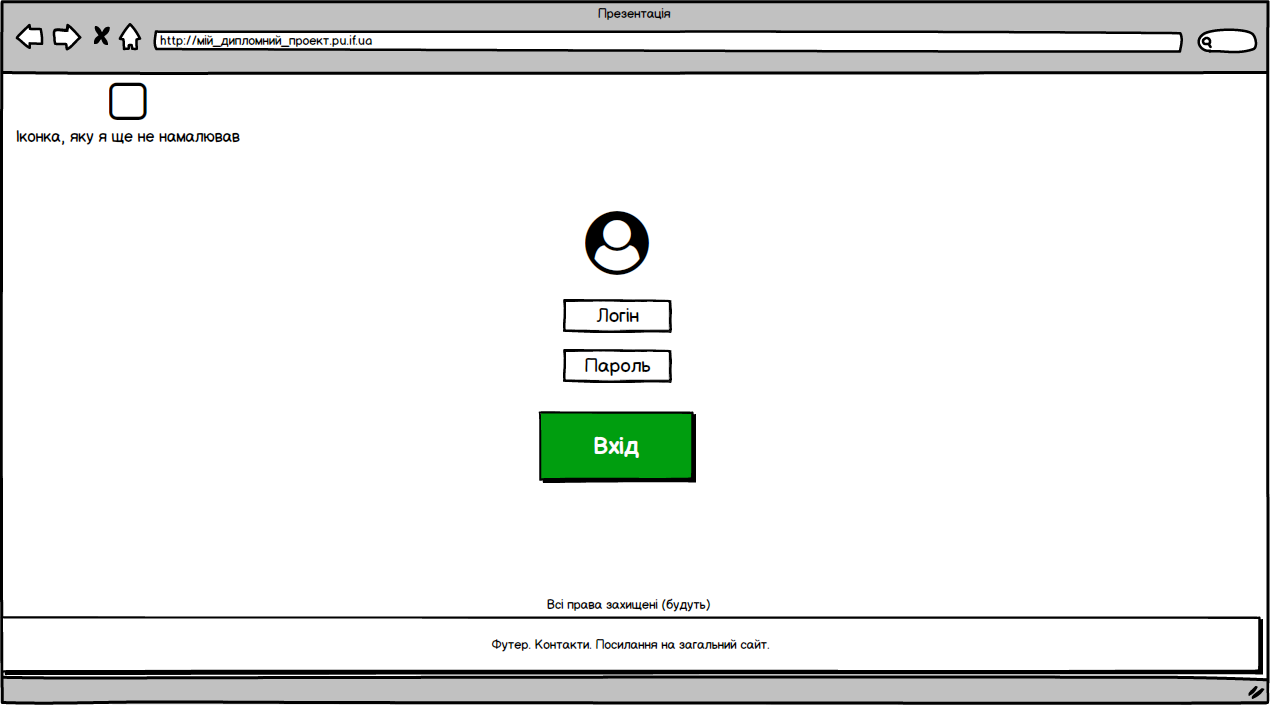 Презентація
http://мій_дипломний_проект.pu.if.ua
Іконка, яку я ще не намалював
Логін
Пароль
Вхід
Всі права захищені (будуть)
Футер. Контакти. Посилання на загальний сайт.